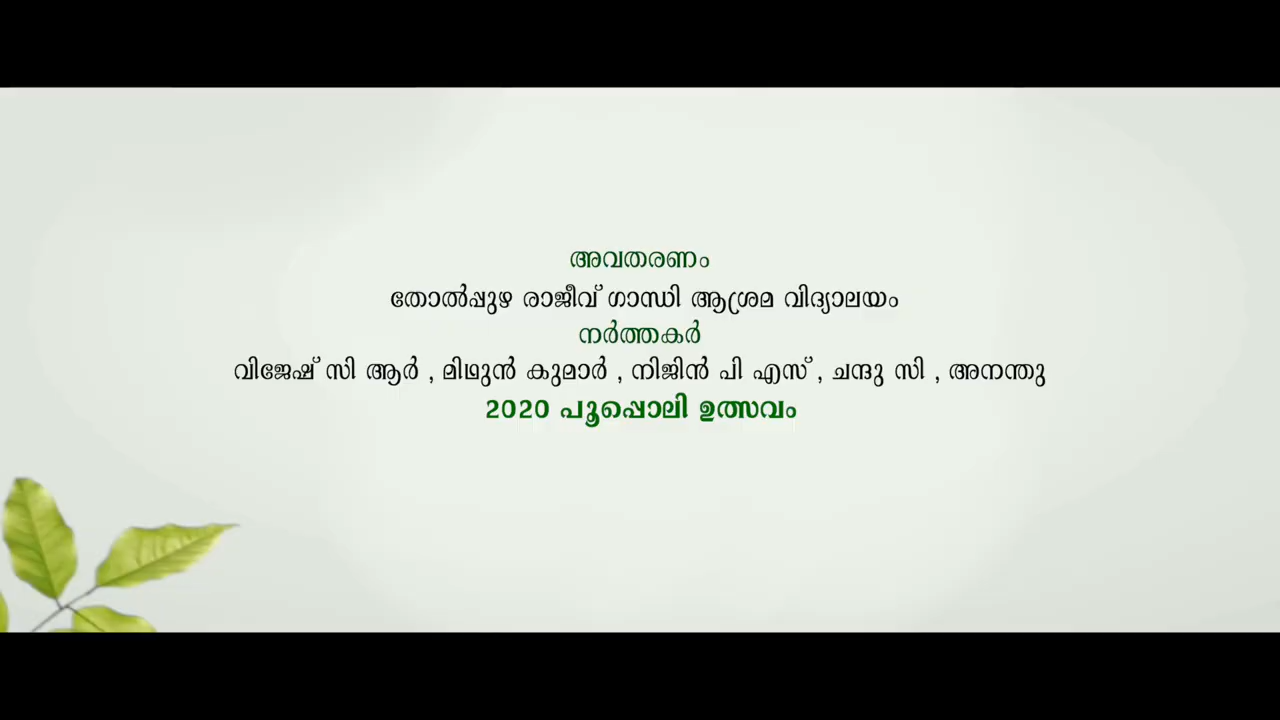 അവതരണം
തോൽപ്പുഴ രാജീവ് ഗാന്ധി ആശ്രമ വിദ്യാലയം
നർത്തകർ
വിജേഷ് സി ആർ , മിഥുൻ കുമാർ , നിജിൻ പി എസ് , ചന്ദു സി , അനന്തു
2020 പൂപ്പൊലി ഉത്സവം